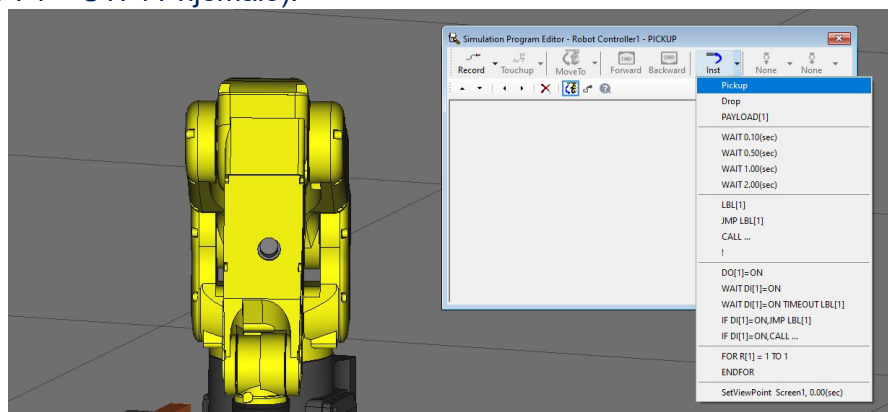 Simulation Program Editor - Robot Controller1 - PICKUP
Record Touchup MoveTo Forward Backward Inst None None
Pickup
Drop
PAYLOAD[1]
WAIT 0.10(sec)
WAIT 0.50(sec)
WAIT 1.00(sec)
WAIT 2.00(sec)
LBL[1]
JMP LBL[1]
CALL ...
!
DO[1]=ON
WAIT DI[1]=ON
WAIT DI[1]=ON TIMEOUT LBL[1]
IF DI[1]=ON,JMP LBL[1]
IF DI[1]=ON,CALL ...
FOR R[1] = 1 TO 1
ENDFOR
SetViewPoint Screen1, 0.00(sec)